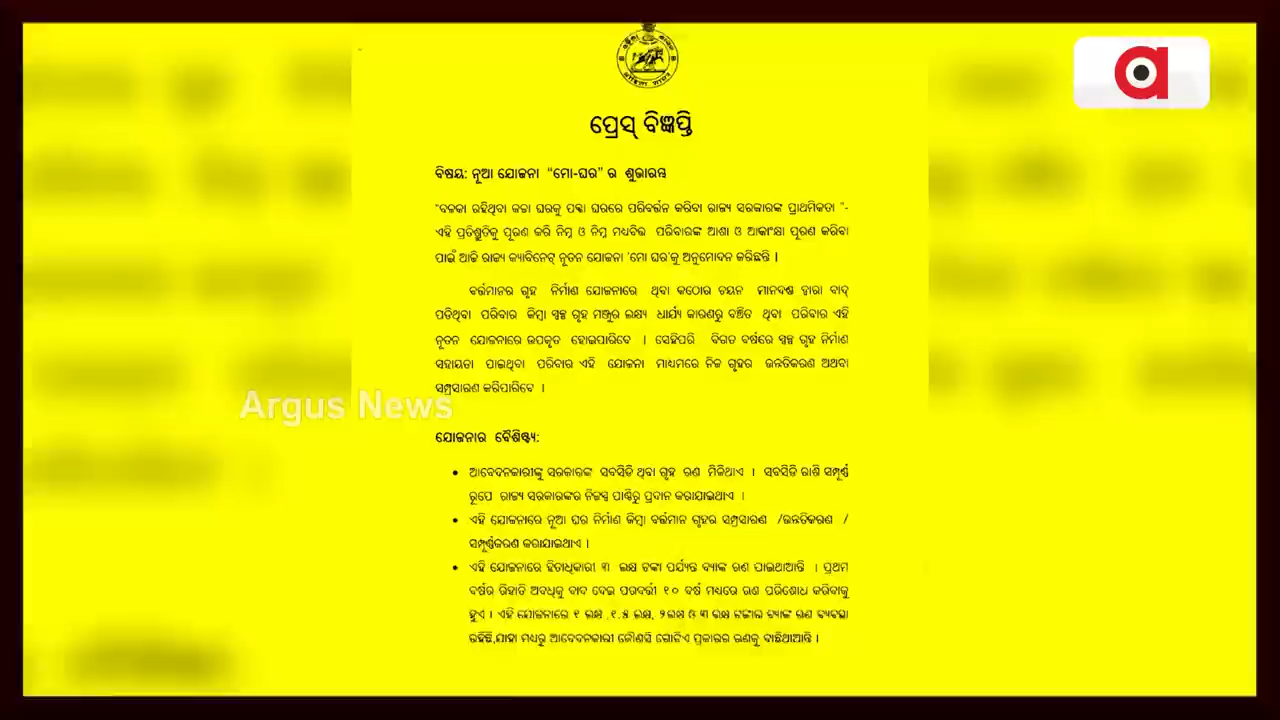 ପ୍ରେସ୍ ବିଜ୍ଞପ୍ତି
ବିଷୟ: ନୂଆ ଯୋଜନା “ମୋ-ଘର” ର ଶୁଭାରମ୍ଭ
“ଦଳକା ରହିଥିବା କଚ୍ଚା ଘରକୁ ପକ୍କା ଘରରେ ପରିବର୍ତ୍ତନ କରିବା ରାଜ୍ୟ ସରକାରଙ୍କ ପ୍ରାଥମିକତା ”-
ଏହି ପ୍ରତିଶ୍ରୁତିକୁ ପୂରଣ କରି ନିମ୍ନ ଓ ନିମ୍ନ ମଧ୍ୟବିତ୍ତ ପରିବାରଙ୍କ ଆଶା ଓ ଆକାଂକ୍ଷା ପୂରଣ କରିବା
ପାଇଁ ଆଜି ରାଜ୍ୟ କ୍ୟାବିନେଟ୍ ନୂତନ ଯୋଜନା ‘ମୋ ଘର’କୁ ଅନୁମୋଦନ କରିଛନ୍ତି ।
ବର୍ତ୍ତମାନର ଗୃହ ନିର୍ମାଣ ଯୋଜନାରେ ଥିବା କଠୋର ଚୟନ ମାନଦଣ୍ଡ ଦ୍ୱାରା ବାଦ୍
ପଡିଥିବା ପରିବାର କିମ୍ବା ସ୍ୱଳ୍ପ ଗୃହ ମଞ୍ଜୁର ଲକ୍ଷ୍ୟ ଧାର୍ଯ୍ୟ କାରଣରୁ ବଞ୍ଚିତ ଥିବା ପରିବାର ଏହି
ନୂତନ ଯୋଜନାରେ ଉପକୃତ ହୋଇପାରିବେ । ସେହିପରି ବିଗତ ବର୍ଷରେ ସ୍ୱଳ୍ପ ଗୃହ ନିର୍ମାଣ
ସହାୟତା ପାଇଥିବା ପରିବାର ଏହି ଯୋଜନା ମାଧ୍ୟମରେ ନିଜ ଗୃହର ଉନ୍ନତିକରଣ ଅଥବା
ସମ୍ପ୍ରସାରଣ କରିପାରିବେ ।
Argus News
ଯୋଜନାର ବୈଶିଷ୍ଟ୍ୟ:
• ଆବେଦନକାରୀଙ୍କୁ ସରକାରଙ୍କ ସବସିଡି ଥିବା ଗୃହ ଋଣ ମିଳିଥାଏ । ସବସିଡି ରାଶି ସମ୍ପୂର୍ଣ୍ଣ
ରୂପେ ରାଜ୍ୟ ସରକାରଙ୍କର ନିଜସ୍ୱ ପାଣ୍ଠିରୁ ପ୍ରଦାନ କରାଯାଇଥାଏ ।
• ଏହି ଯୋଜନାରେ ନୂଆ ଘର ନିର୍ମାଣ କିମ୍ବା ବର୍ତ୍ତମାନ ଗୃହର ସମ୍ପ୍ରସାରଣ /ଉନ୍ନତିକରଣ /
ସମ୍ପୂର୍ଣ୍ଣକରଣ କରାଯାଇଥାଏ ।
• ଏହି ଯୋଜନାରେ ହିତାଧିକାରୀ ୩ ଲକ୍ଷ ଟଙ୍କା ପର୍ଯ୍ୟନ୍ତ ବ୍ୟାଙ୍କ ଋଣ ପାଇଥାଆନ୍ତି । ପ୍ରଥମ
ବର୍ଷର ରିହାତି ଅବଧିକୁ ବାଦ ଦେଇ ପରବର୍ତ୍ତୀ ୧୦ ବର୍ଷ ମଧ୍ୟରେ ଋଣ ପରିଶୋଧ କରିବାକୁ
ହୁଏ । ଏହି ଯୋଜନାରେ ୧ ଲକ୍ଷ ,୧.୫ ଲକ୍ଷ, ୨ଲକ୍ଷ ଓ ୩ ଲକ୍ଷ ଟଙ୍କାର ବ୍ୟାଙ୍କ ଋଣ ବ୍ୟବସ୍ଥା
ରହିଛି,ଯାହା ମଧ୍ୟରୁ ଆବେଦନକାରୀ କୌଣସି ଗୋଟିଏ ପ୍ରକାରର ଋଣକୁ ବାଛିଥାଆନ୍ତି ।